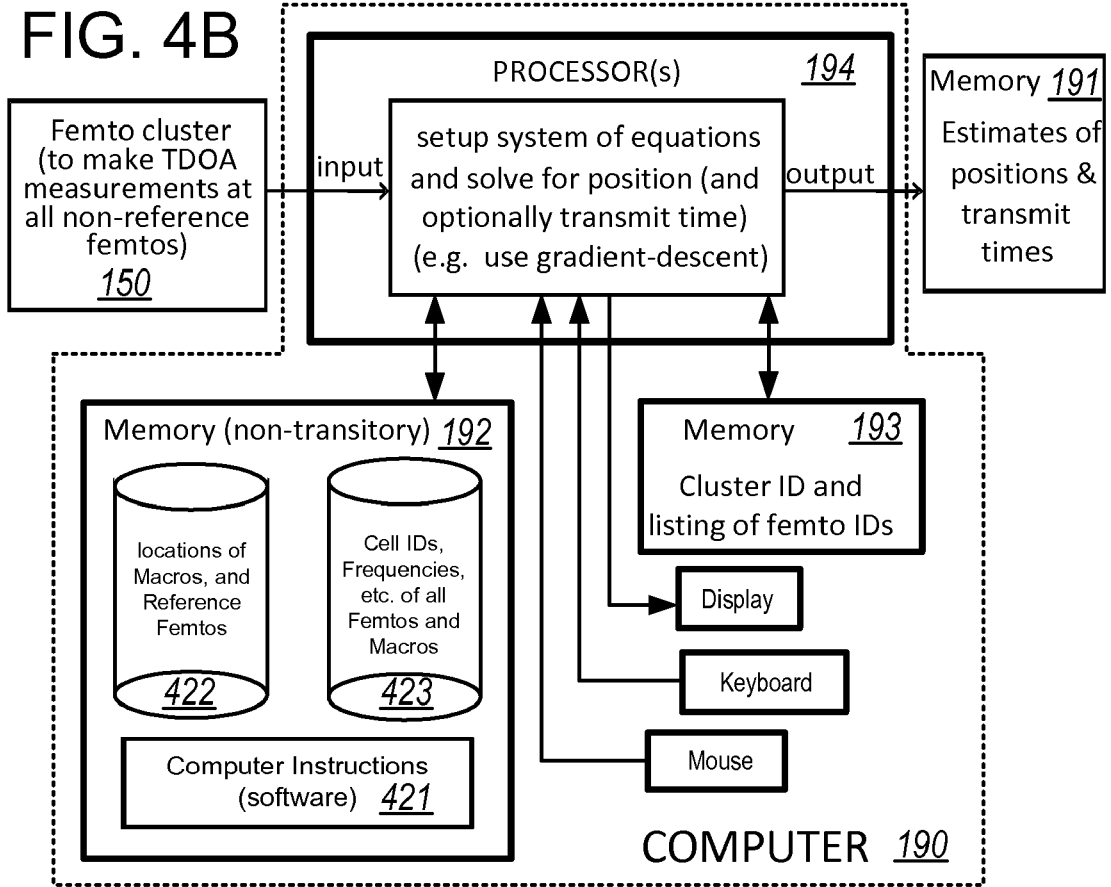 FIG. 4B
PROCESSOR(s) 194
Memory 191
Estimates of
positions &
transmit
times
Femto cluster
(to make TDOA
measurements at
all non-reference
femtos)
150
input
setup system of equations
and solve for position (and
optionally transmit time)
(e.g. use gradient-descent)
output
Memory (non-transitory) 192
locations of
Macros, and
Reference
Femtos
422
Cell IDs,
Frequencies,
etc. of all
Femtos and
Macros
423
Computer Instructions
(software) 421
Memory 193
Cluster ID and
listing of femto IDs
Display
Keyboard
Mouse
COMPUTER 190